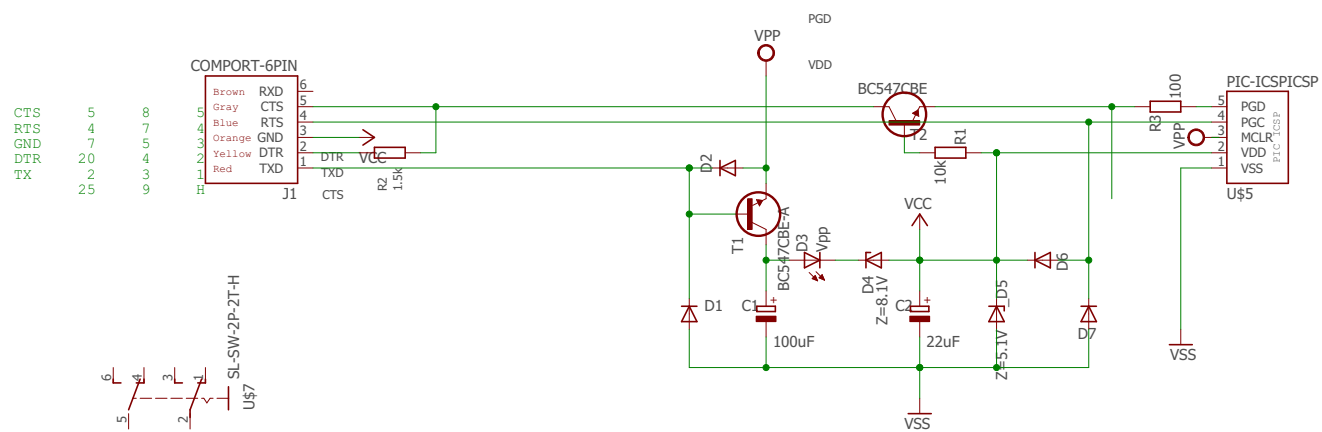 PGD
VPP
VDD
COMPORT-6PIN
BC547CBE
PIC-ICSPICSP
100
Brown RXD 6
Gray CTS 5
Blue RTS 4
Orange GND 3
Yellow DTR 2
Red TXD 1
J1
CTS 5 8 5
RTS 4 7 4
GND 7 5 3
DTR 20 4 2
TX 2 3 1
25 9 H
VCC
DTR
TXD
CTS
R2
1.5k
T2
R1
10k
R3
VPP
5 PGD
4 PGC
3 MCLR
2 VDD
1 VSS
PIC ICSP
U$5
D2
T1
BC547CBE-A
D3
Vpp
VCC
D4
Z=8.1V
D6
D1
C1
+
100uF
C2
+
22uF
D5
Z=5.1V
D7
VSS
VSS
SL-SW-2P-2T-H
U$7
6
4
3
1
5
2